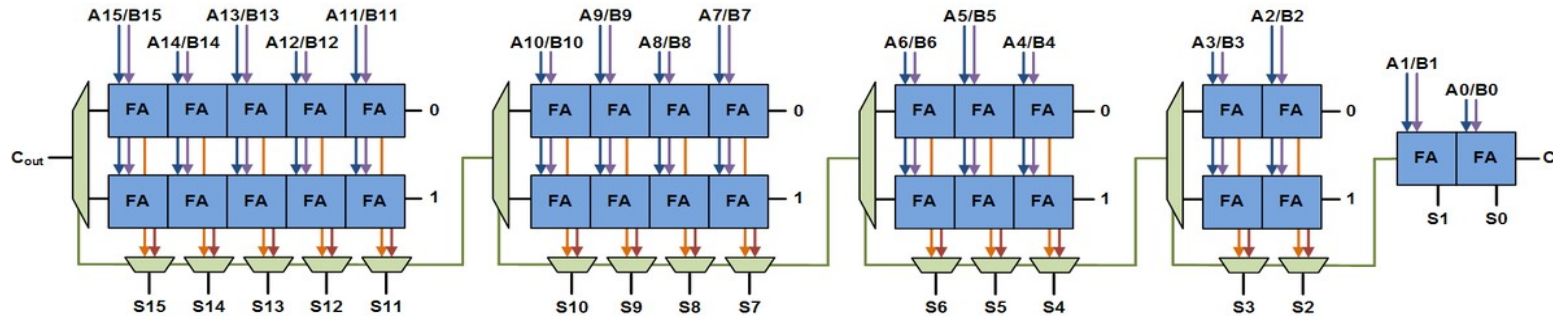 A15/B15 A13/B13 A11/B11 A9/B9 A7/B7 A5/B5 A2/B2
A14/B14 A12/B12 A10/B10 A8/B8 A6/B6 A4/B4 A3/B3
A1/B1
A0/B0
FA FA FA FA FA 0 FA FA FA FA 0 FA FA FA 0 FA FA 0
Cout FA FA C
FA FA FA FA FA 1 FA FA FA FA 1 FA FA FA 1 FA FA 1
S1 S0
S15 S14 S13 S12 S11 S10 S9 S8 S7 S6 S5 S4 S3 S2